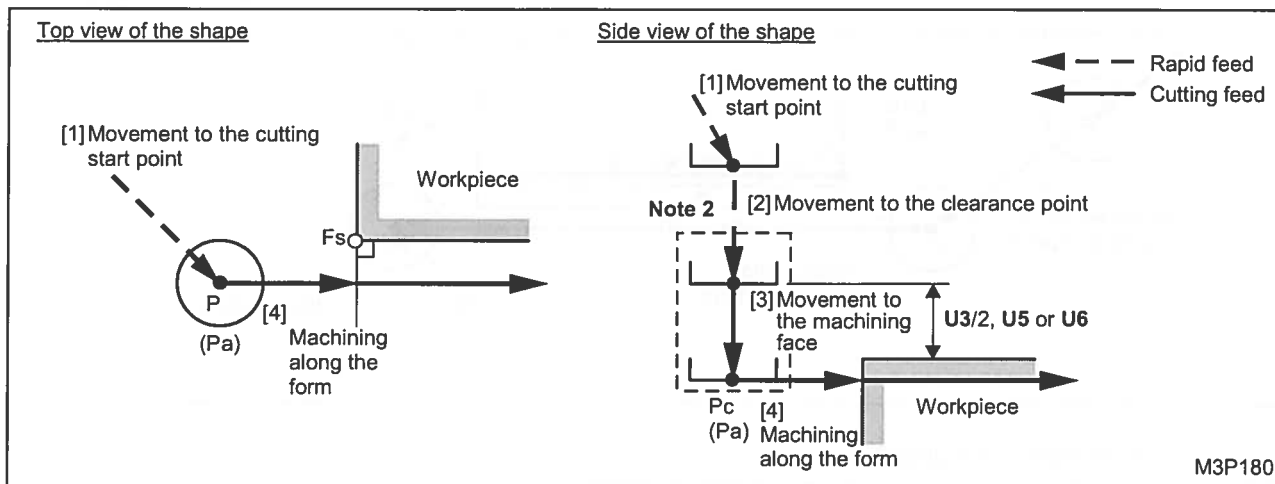 Top view of the shape
[1] Movement to the cutting
start point
Workpiece
Fs
P
(Pa)
[4]
Machining
along the
form
Side view of the shape
[1] Movement to the cutting
start point
Rapid feed
Cutting feed
Note 2
[2] Movement to the clearance point
[3] Movement to
the machining
face
U3/2, U5 or U6
Pc
(Pa)
[4]
Machining
along the form
Workpiece
M3P180